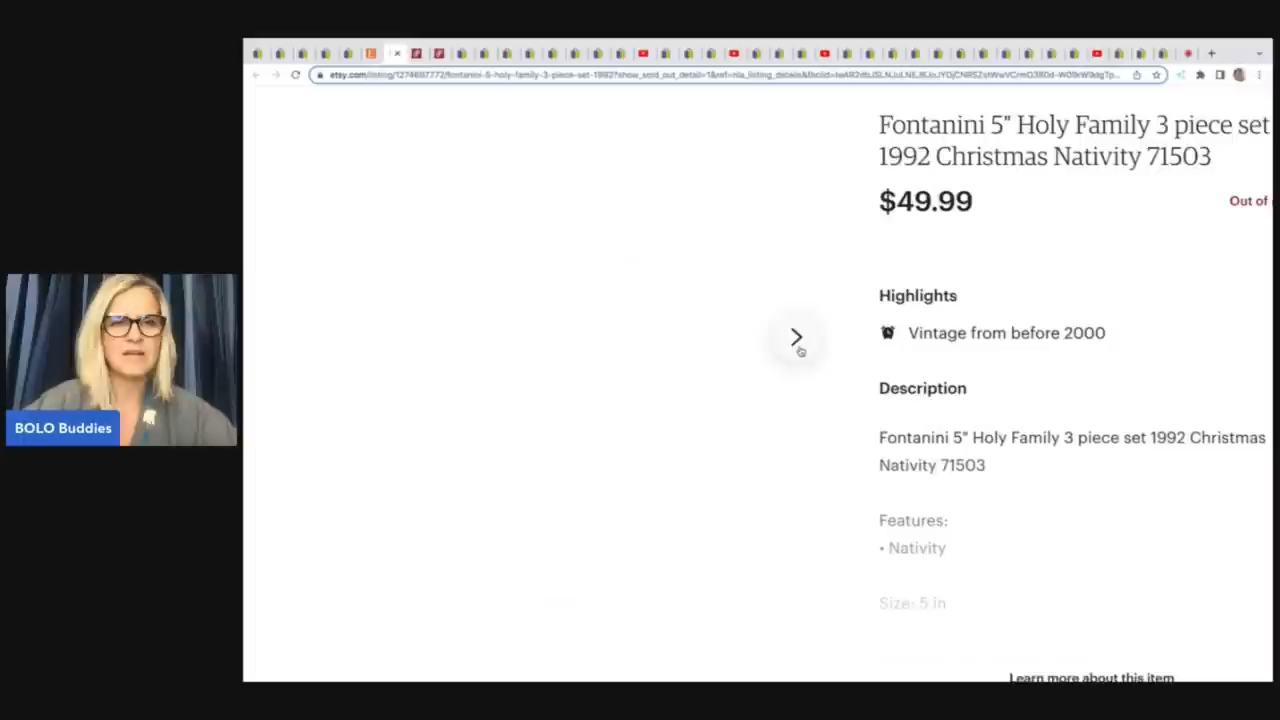 Fontanini 5" Holy Family 3 piece set
1992 Christmas Nativity 71503
$49.99
Out of
Highlights
Vintage from before 2000
Description
Fontanini 5" Holy Family 3 piece set 1992 Christmas
Nativity 71503
Features:
• Nativity
Size: 5 in
Learn more about this item
BOLO Buddies